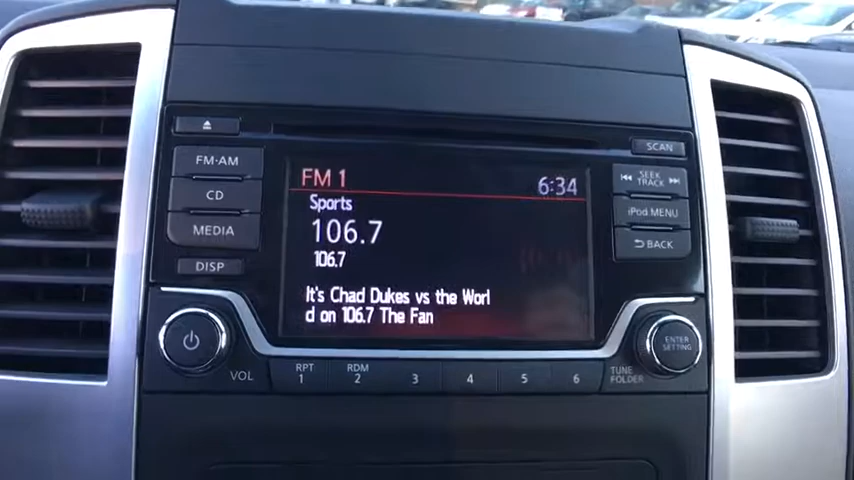 SCAN
FM·AM
CD
MEDIA
DISP
SEEK
TRACK
iPod MENU
BACK
FM 1
6:34
Sports
106.7
106.7
It's Chad Dukes vs the Worl
d on 106.7 The Fan
VOL
RPT
1
RDM
2
3
4
5
6
TUNE
FOLDER
ENTER
SETTING